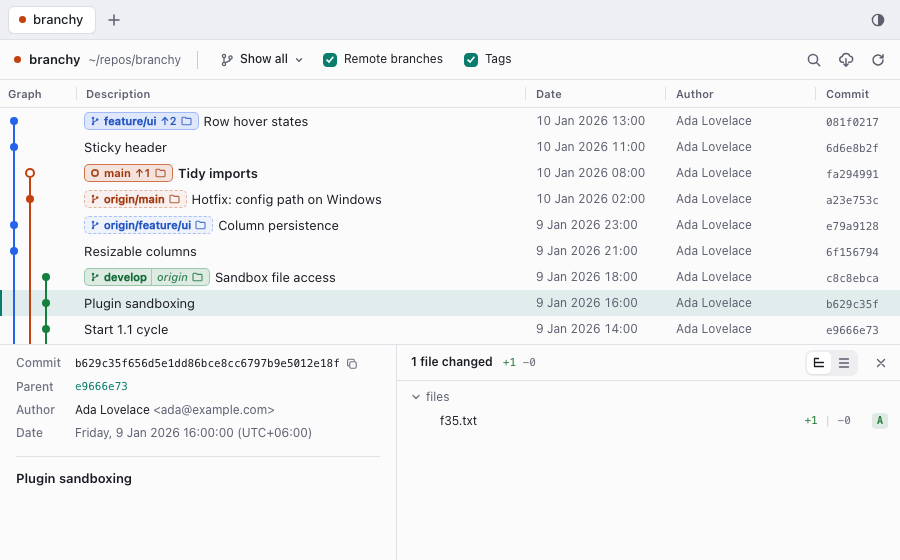 branchy
branchy ~/repos/branchy Show all Remote branches Tags
Graph Description Date Author Commit
feature/ui ↑2 Row hover states 10 Jan 2026 13:00 Ada Lovelace 081f0217
Sticky header 10 Jan 2026 11:00 Ada Lovelace 6d6e8b2f
main ↑1 Tidy imports 10 Jan 2026 08:00 Ada Lovelace fa294991
origin/main Hotfix: config path on Windows 10 Jan 2026 02:00 Ada Lovelace a23e753c
origin/feature/ui Column persistence 9 Jan 2026 23:00 Ada Lovelace e79a9128
Resizable columns 9 Jan 2026 21:00 Ada Lovelace 6f156794
develop origin Sandbox file access 9 Jan 2026 18:00 Ada Lovelace c8c8ebca
Plugin sandboxing 9 Jan 2026 16:00 Ada Lovelace b629c35f
Start 1.1 cycle 9 Jan 2026 14:00 Ada Lovelace e9666e73
Commit b629c35f656d5e1dd86bce8cc6797b9e5012e18f
Parent e9666e73
Author Ada Lovelace <ada@example.com>
Date Friday, 9 Jan 2026 16:00:00 (UTC+06:00)
Plugin sandboxing
1 file changed +1 −0
files
f35.txt +1 | −0 A